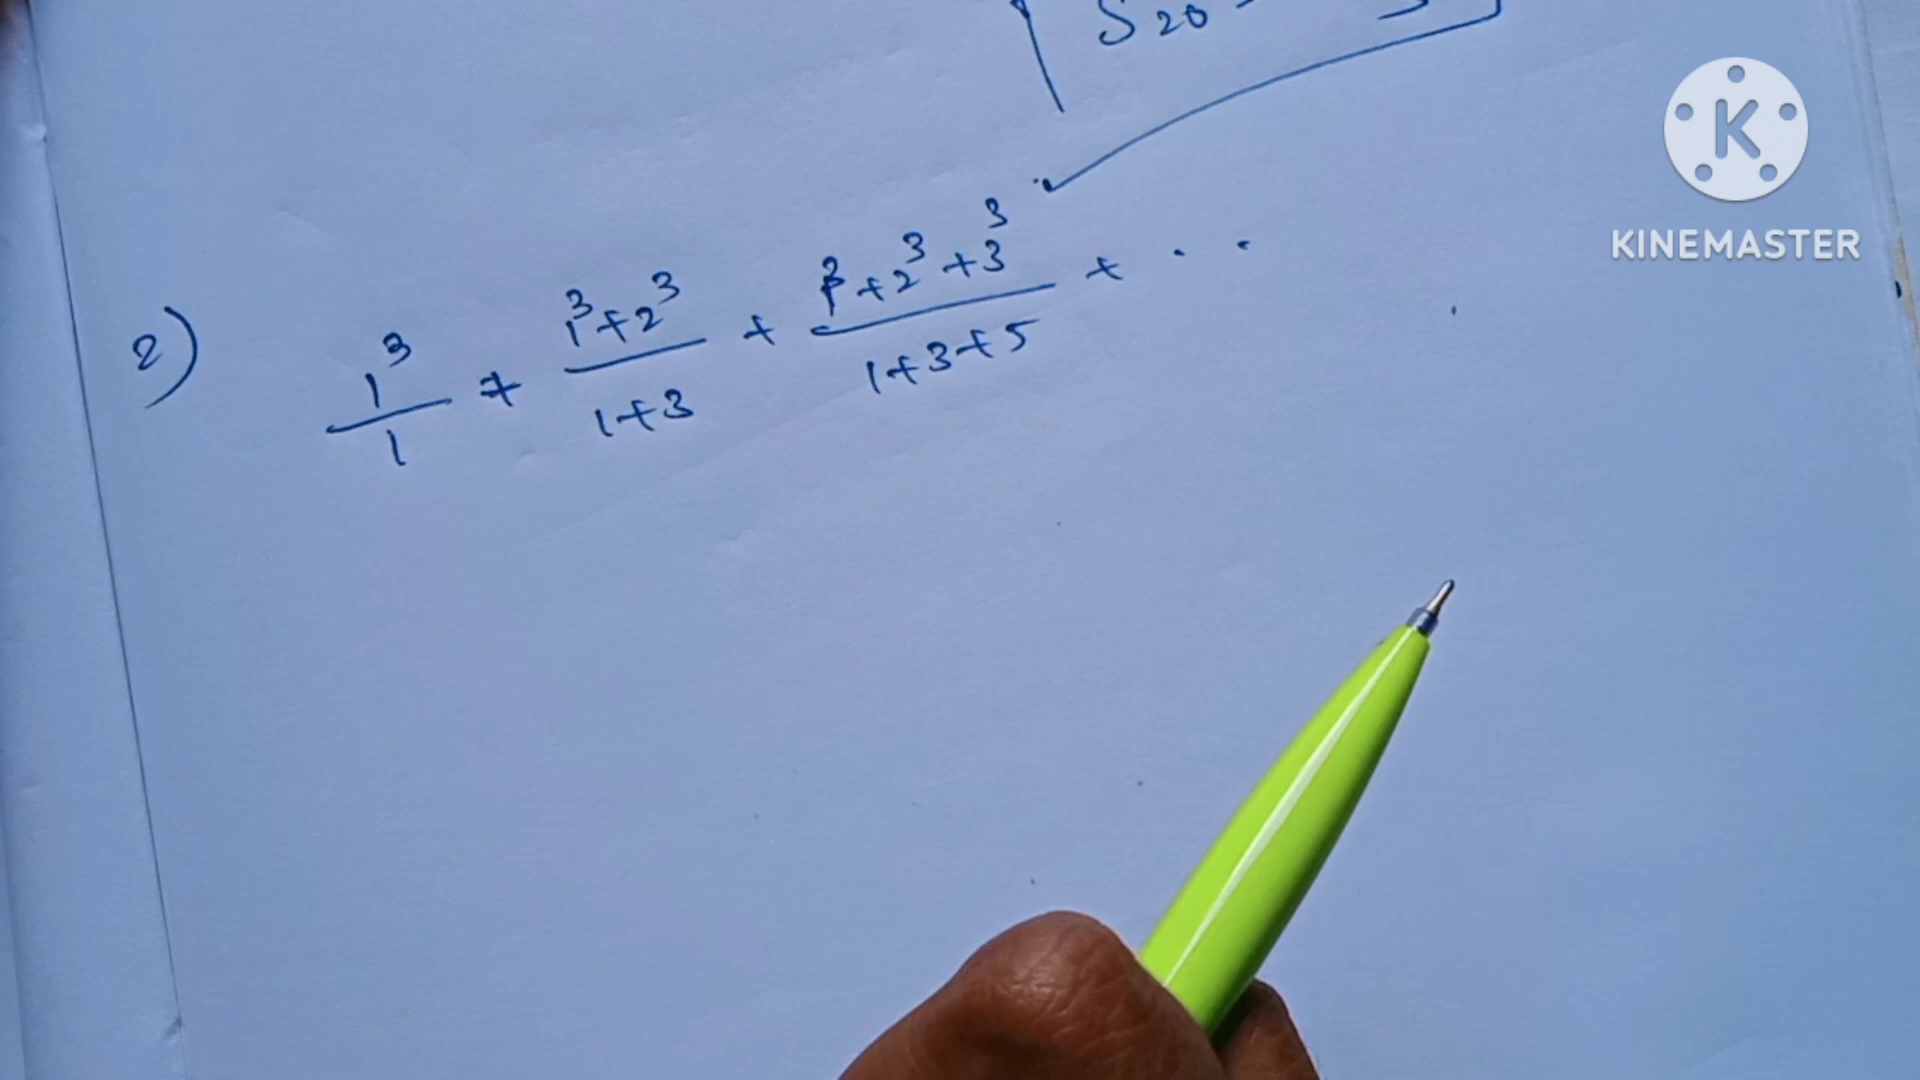 S₂₀
K
KINEMASTER
2) 1³/1 + (1³+2³)/(1+3) + (1³+2³+3³)/(1+3+5) + . .